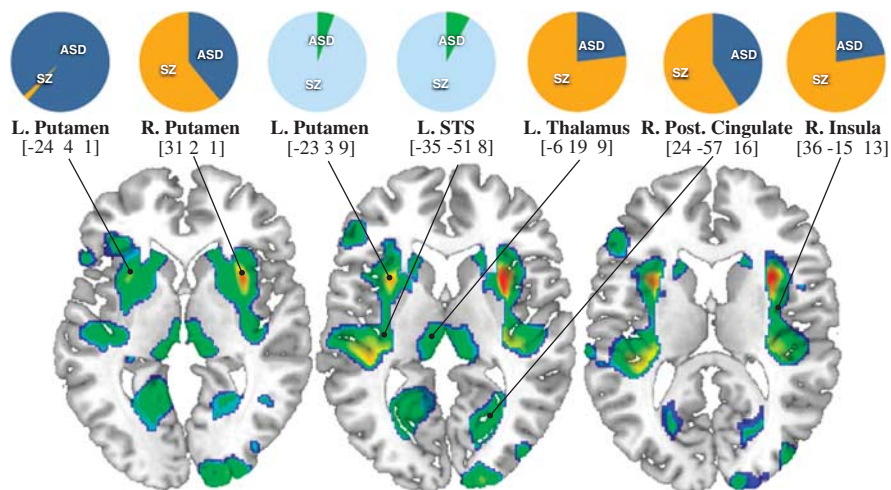 ASD SZ
ASD SZ
ASD SZ
ASD SZ
ASD SZ
ASD SZ
ASD SZ
L. Putamen R. Putamen L. Putamen L. STS L. Thalamus R. Post. Cingulate R. Insula
[-24 4 1] [31 2 1] [-23 3 9] [-35 -51 8] [-6 19 9] [24 -57 16] [36 -15 13]